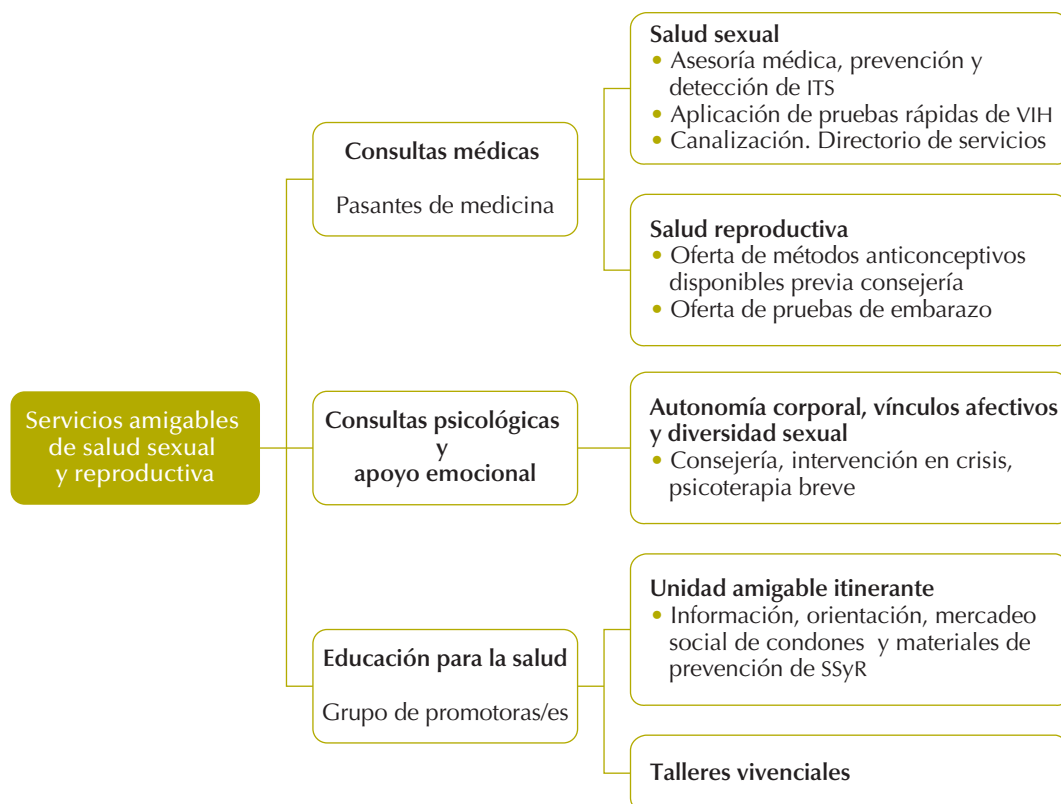 Servicios amigables
de salud sexual
y reproductiva
Consultas médicas
Pasantes de medicina
Salud sexual
• Asesoría médica, prevención y
detección de ITS
• Aplicación de pruebas rápidas de VIH
• Canalización. Directorio de servicios
Salud reproductiva
• Oferta de métodos anticonceptivos
disponibles previa consejería
• Oferta de pruebas de embarazo
Consultas psicológicas
y
apoyo emocional
Autonomía corporal, vínculos afectivos
y diversidad sexual
• Consejería, intervención en crisis,
psicoterapia breve
Educación para la salud
Grupo de promotoras/es
Unidad amigable itinerante
• Información, orientación, mercadeo
social de condones y materiales de
prevención de SSyR
Talleres vivenciales